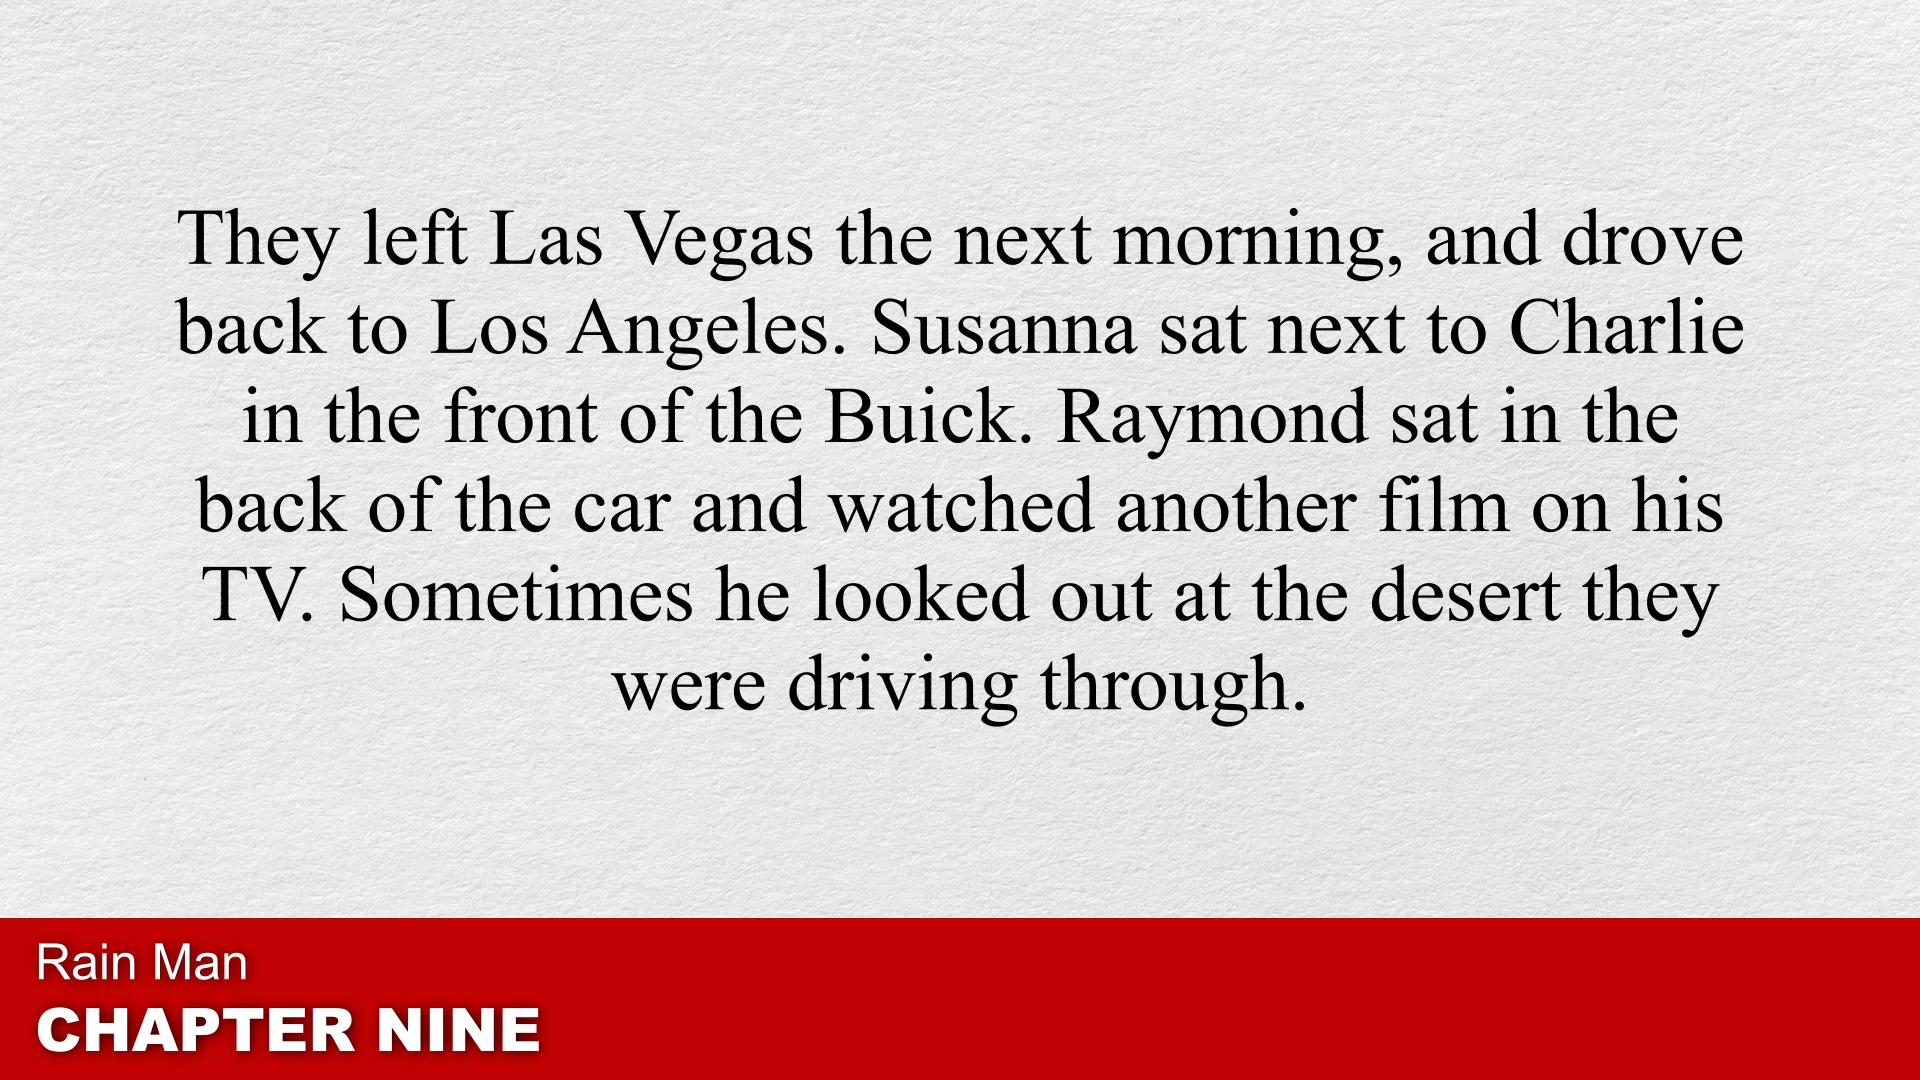 They left Las Vegas the next morning, and drove
back to Los Angeles. Susanna sat next to Charlie
in the front of the Buick. Raymond sat in the
back of the car and watched another film on his
TV. Sometimes he looked out at the desert they
were driving through.
Rain Man
CHAPTER NINE